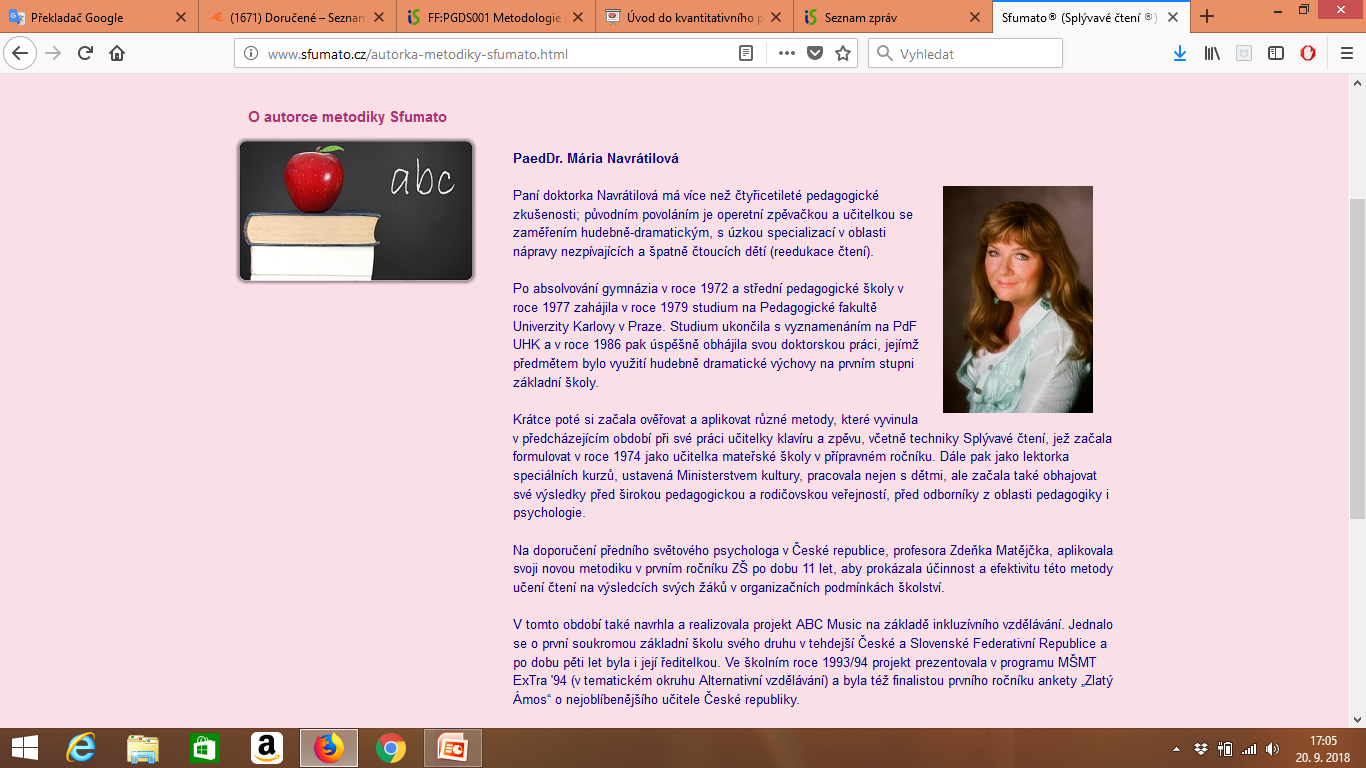 Překladač Google
(1671) Doručené – Seznam
FF:PGDS001 Metodologie
Úvod do kvantitativního p
Seznam zpráv
Sfumato® (Splývavé čtení ®)
www.sfumato.cz/autorka-metodiky-sfumato.html
Vyhledat
O autorce metodiky Sfumato
abc
PaedDr. Mária Navrátilová
Paní doktorka Navrátilová má více než čtyřicetileté pedagogické
zkušenosti; původním povoláním je operetní zpěvačkou a učitelkou se
zaměřením hudebně-dramatickým, s úzkou specializací v oblasti
nápravy nezpívajících a špatně čtoucích dětí (reedukace čtení).
Po absolvování gymnázia v roce 1972 a střední pedagogické školy v
roce 1977 zahájila v roce 1979 studium na Pedagogické fakultě
Univerzity Karlovy v Praze. Studium ukončila s vyznamenáním na PdF
UHK a v roce 1986 pak úspěšně obhájila svou doktorskou práci, jejímž
předmětem bylo využití hudebně dramatické výchovy na prvním stupni
základní školy.
Krátce poté si začala ověřovat a aplikovat různé metody, které vyvinula
v předcházejícím období při své práci učitelky klavíru a zpěvu, včetně techniky Splývavé čtení, jež začala
formulovat v roce 1974 jako učitelka mateřské školy v přípravném ročníku. Dále pak jako lektorka
speciálních kurzů, ustavená Ministerstvem kultury, pracovala nejen s dětmi, ale začala také obhajovat
své výsledky před širokou pedagogickou a rodičovskou veřejností, před odborníky z oblasti pedagogiky i
psychologie.
Na doporučení předního světového psychologa v České republice, profesora Zdeňka Matějčka, aplikovala
svoji novou metodiku v prvním ročníku ZŠ po dobu 11 let, aby prokázala účinnost a efektivitu této metody
učení čtení na výsledcích svých žáků v organizačních podmínkách školství.
V tomto období také navrhla a realizovala projekt ABC Music na základě inkluzívního vzdělávání. Jednalo
se o první soukromou základní školu svého druhu v tehdejší České a Slovenské Federativní Republice a
po dobu pěti let byla i její ředitelkou. Ve školním roce 1993/94 projekt prezentovala v programu MŠMT
ExTra '94 (v tematickém okruhu Alternativní vzdělávání) a byla též finalistou prvního ročníku ankety „Zlatý
Ámos“ o nejoblíbenějšího učitele České republiky.
17:05
20. 9. 2018